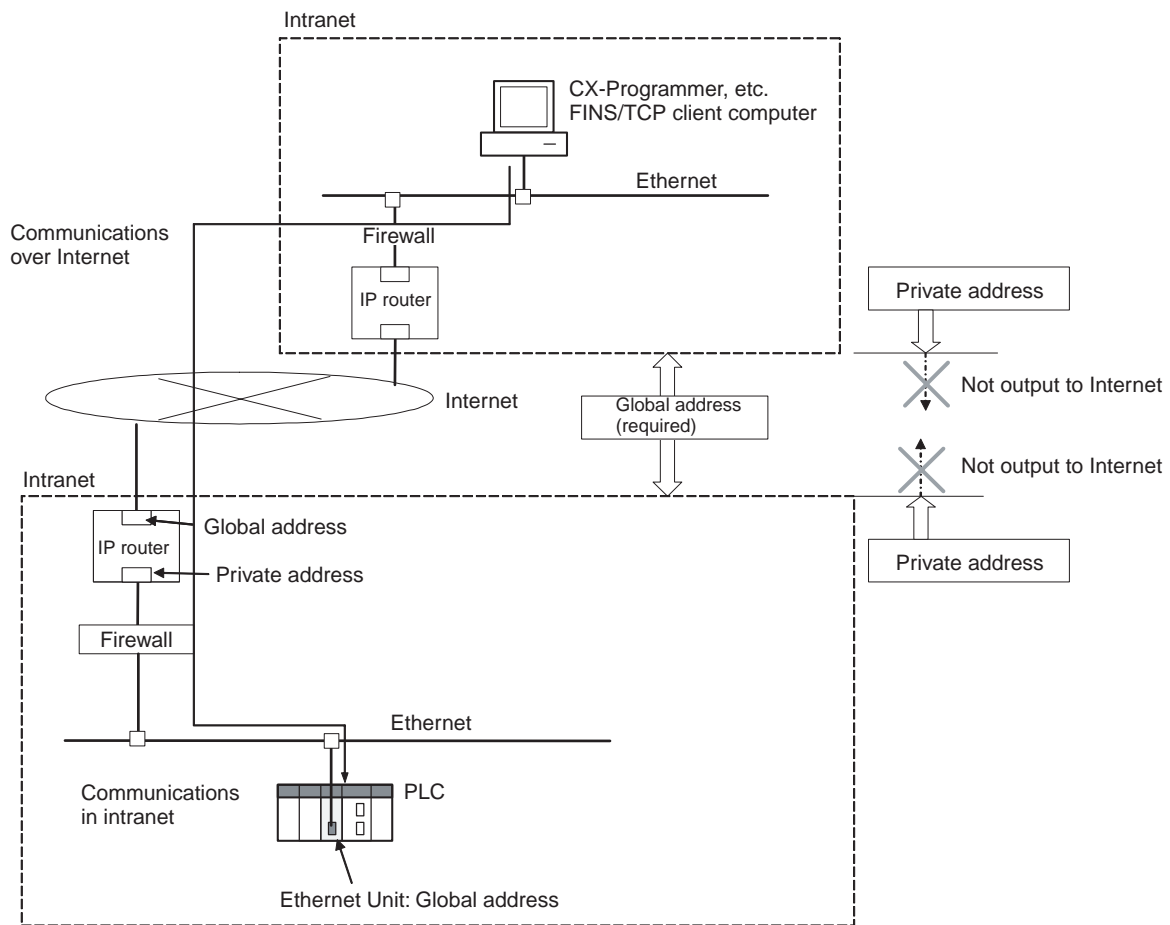 Intranet
CX-Programmer, etc.
FINS/TCP client computer
Ethernet
Communications
over Internet
Firewall
IP router
Private address
Internet
Global address
(required)
Not output to Internet
Not output to Internet
Private address
Intranet
Global address
IP router
Private address
Firewall
Ethernet
Communications
in intranet
PLC
Ethernet Unit: Global address